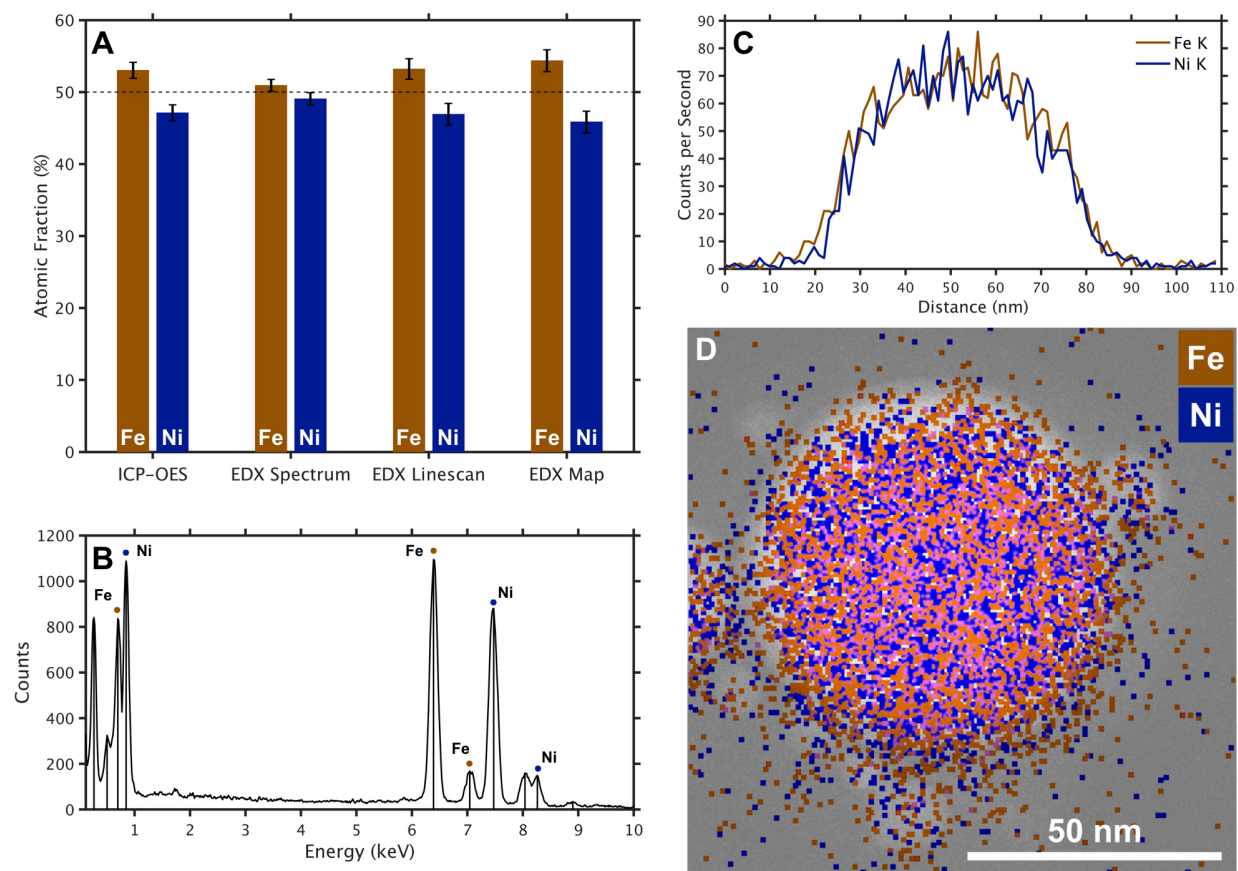 A
60
50
40
30
20
10
0
Atomic Fraction (%)
Fe Ni Fe Ni Fe Ni Fe Ni
ICP-OES EDX Spectrum EDX Linescan EDX Map
B
1200
1000
800
600
400
200
0
Counts
Fe Ni Fe Ni
Fe Ni
1 2 3 4 5 6 7 8 9 10
Energy (keV)
C
90
80
70
60
50
40
30
20
10
0
Counts per Second
Fe K
Ni K
0 10 20 30 40 50 60 70 80 90 100 110
Distance (nm)
D
Fe
Ni
50 nm